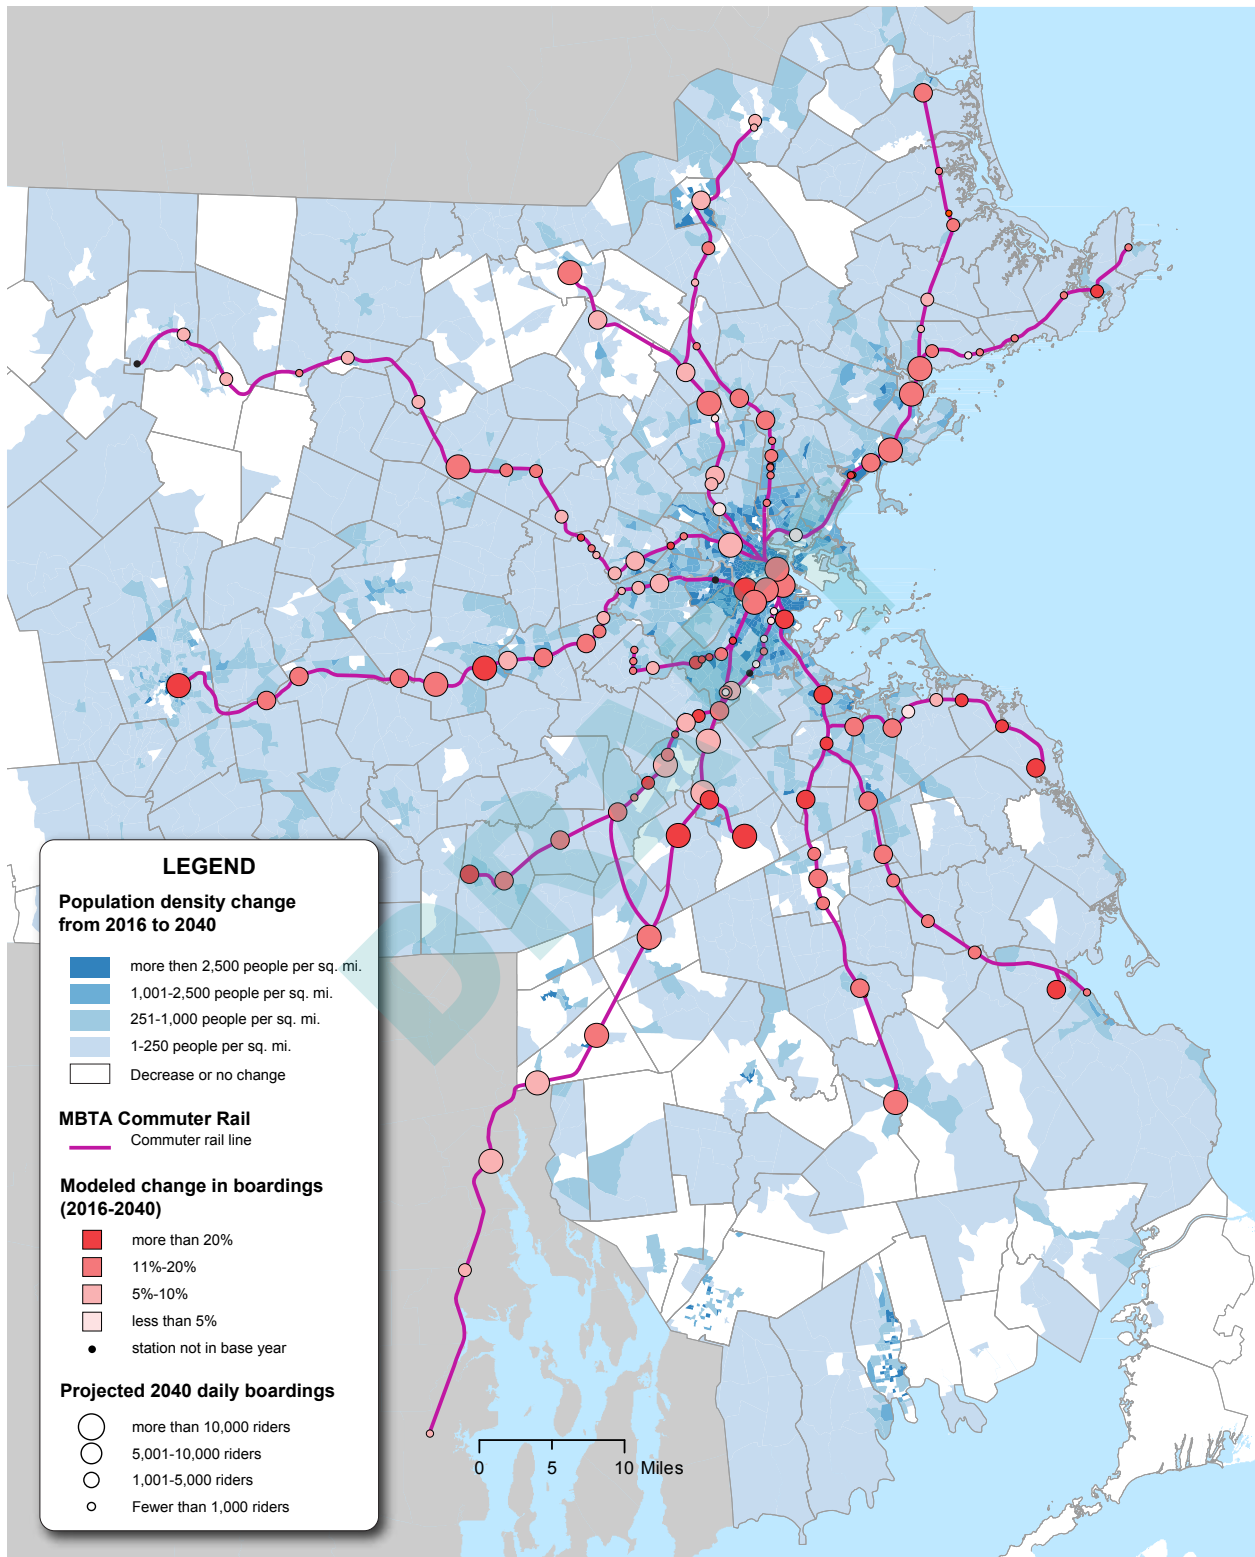 LEGEND
Population density change
from 2016 to 2040
more then 2,500 people per sq. mi.
1,001-2,500 people per sq. mi.
251-1,000 people per sq. mi.
1-250 people per sq. mi.
Decrease or no change
MBTA Commuter Rail
Commuter rail line
Modeled change in boardings
(2016-2040)
more than 20%
11%-20%
5%-10%
less than 5%
station not in base year
Projected 2040 daily boardings
more than 10,000 riders
5,001-10,000 riders
1,001-5,000 riders
Fewer than 1,000 riders
0 5 10 Miles
DRAFT